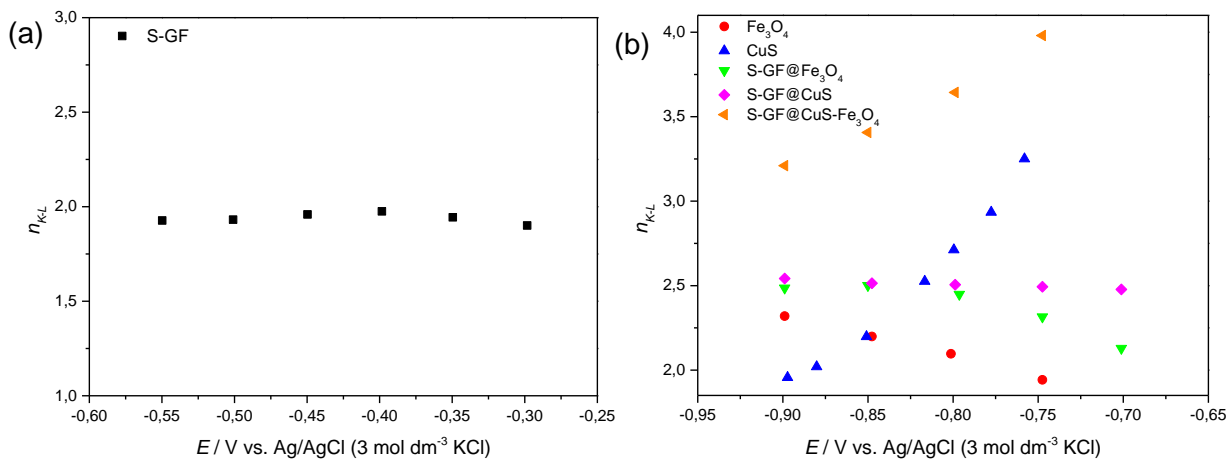 (a)
S-GF
3,0
2,5
2,0
1,5
1,0
n_{K-L}
-0,60 -0,55 -0,50 -0,45 -0,40 -0,35 -0,30 -0,25
E / V vs. Ag/AgCl (3 mol dm⁻³ KCl)
(b)
Fe₃O₄
CuS
S-GF@Fe₃O₄
S-GF@CuS
S-GF@CuS-Fe₃O₄
4,0
3,5
3,0
2,5
2,0
n_{K-L}
-0,95 -0,90 -0,85 -0,80 -0,75 -0,70 -0,65
E / V vs. Ag/AgCl (3 mol dm⁻³ KCl)